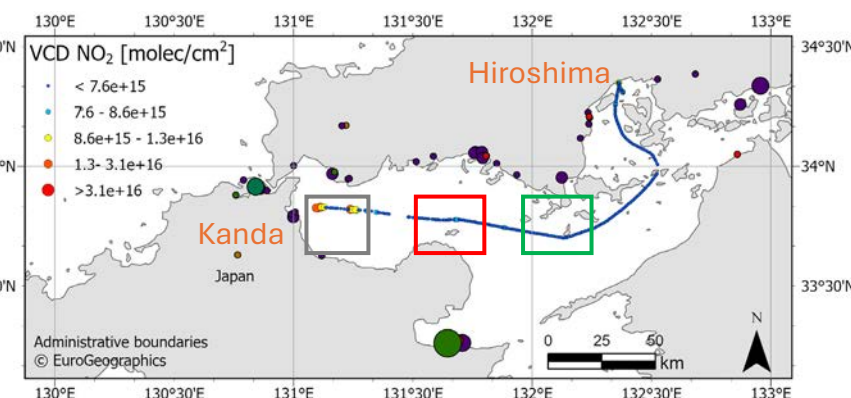 130°E 130°30'E 131°E 131°30'E 132°E 132°30'E 133°E
VCD NO₂ [molec/cm²]
< 7.6e+15
7.6 - 8.6e+15
8.6e+15 - 1.3e+16
1.3- 3.1e+16
>3.1e+16
Hiroshima
0'N 34°30'N
°N 34°N
Kanda
Japan
0'N 33°30'N
Administrative boundaries
© EuroGeographics
0 25 50
km
N
130°E 130°30'E 131°E 131°30'E 132°E 132°30'E 133°E